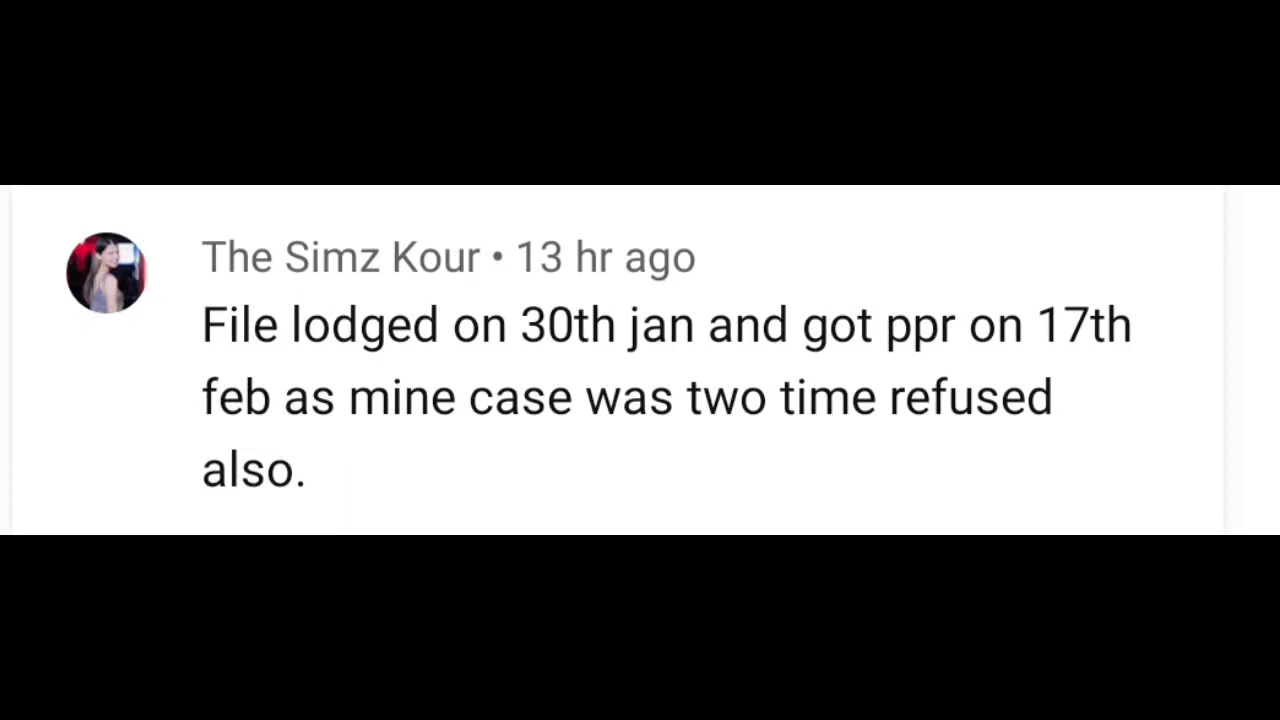 The Simz Kour • 13 hr ago
File lodged on 30th jan and got ppr on 17th
feb as mine case was two time refused
also.